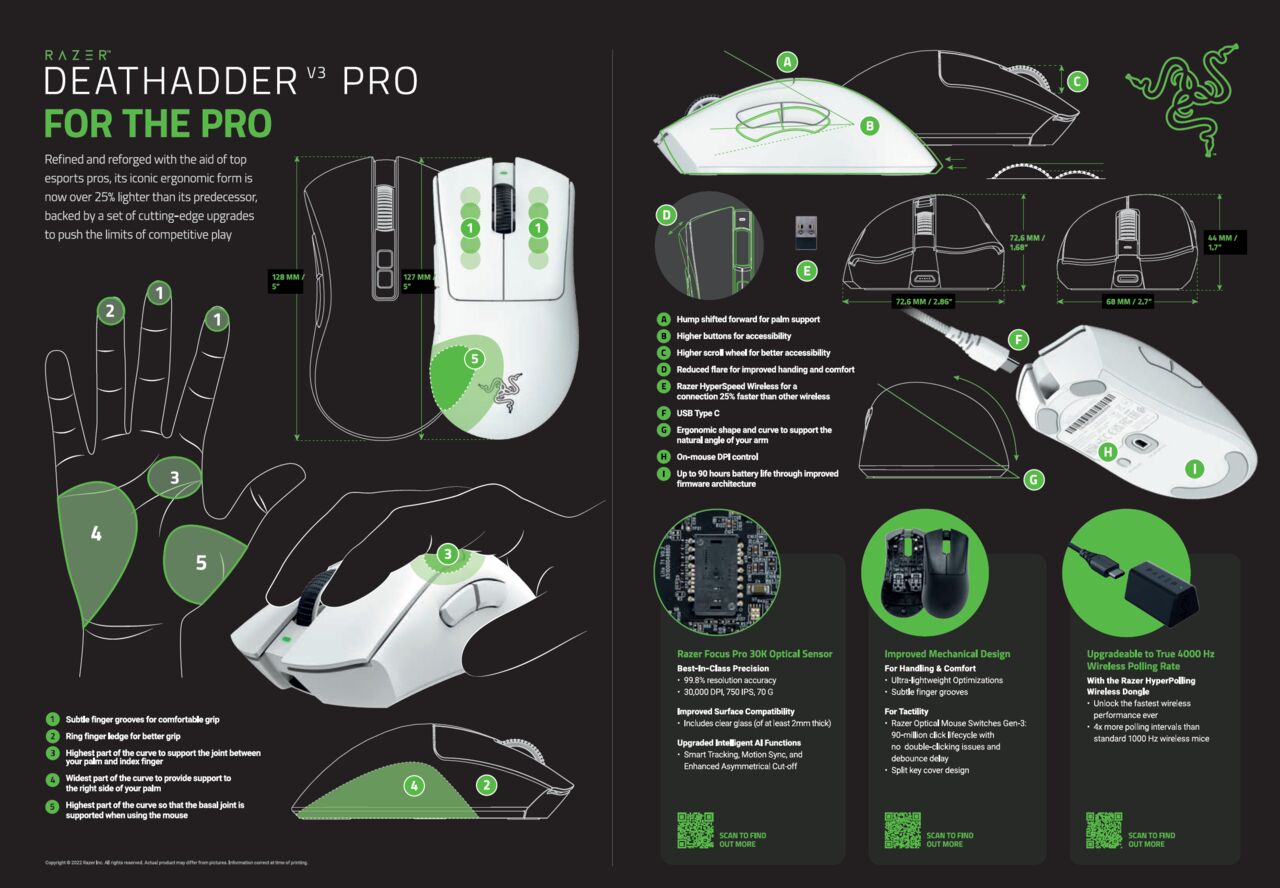 RAZER™
DEATHADDER V3 PRO
FOR THE PRO
Refined and reforged with the aid of top
esports pros, its iconic ergonomic form is
now over 25% lighter than its predecessor,
backed by a set of cutting-edge upgrades
to push the limits of competitive play
128 MM /
5"
127 MM /
5"
1
1
5
2
1
1
3
4
5
3
1 Subtle finger grooves for comfortable grip
2 Ring finger ledge for better grip
3 Highest part of the curve to support the joint between
your palm and index finger
4 Widest part of the curve to provide support to
the right side of your palm
5 Highest part of the curve so that the basal joint is
supported when using the mouse
4
2
Copyright © 2022 Razer Inc. All rights reserved. Actual product may differ from pictures. Information correct at time of printing.
A
B
C
D
E
72,6 MM /
1.68"
72.6 MM / 2,86"
44 MM /
1,7"
68 MM / 2,7"
A Hump shifted forward for palm support
B Higher buttons for accessibility
C Higher scroll wheel for better accessibility
D Reduced flare for improved handing and comfort
E Razer HyperSpeed Wireless for a
connection 25% faster than other wireless
F USB Type C
G Ergonomic shape and curve to support the
natural angle of your arm
H On-mouse DPI control
I Up to 90 hours battery life through improved
firmware architecture
F
G
H
I
Razer Focus Pro 30K Optical Sensor
Best-In-Class Precision
• 99.8% resolution accuracy
• 30,000 DPI, 750 IPS, 70 G
Improved Surface Compatibility
• Includes clear glass (of at least 2mm thick)
Upgraded Intelligent AI Functions
• Smart Tracking, Motion Sync, and
Enhanced Asymmetrical Cut-off
SCAN TO FIND
OUT MORE
Improved Mechanical Design
For Handling & Comfort
• Ultra-lightweight Optimizations
• Subtle finger grooves
For Tactility
• Razer Optical Mouse Switches Gen-3:
90-million click lifecycle with
no double-clicking issues and
debounce delay
• Split key cover design
SCAN TO FIND
OUT MORE
Upgradeable to True 4000 Hz
Wireless Polling Rate
With the Razer HyperPolling
Wireless Dongle
• Unlock the fastest wireless
performance ever
• 4x more polling intervals than
standard 1000 Hz wireless mice
SCAN TO FIND
OUT MORE